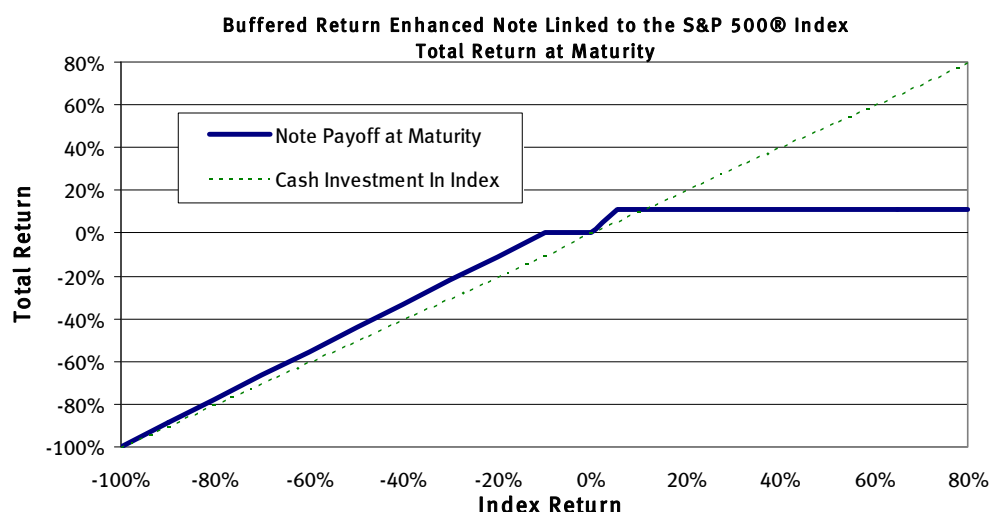 Buffered Return Enhanced Note Linked to the S&P 500® Index
Total Return at Maturity
80%
60%
40%
20%
0%
-20%
-40%
-60%
-80%
-100%
Total Return
Note Payoff at Maturity
Cash Investment In Index
-100% -80% -60% -40% -20% 0% 20% 40% 60% 80%
Index Return